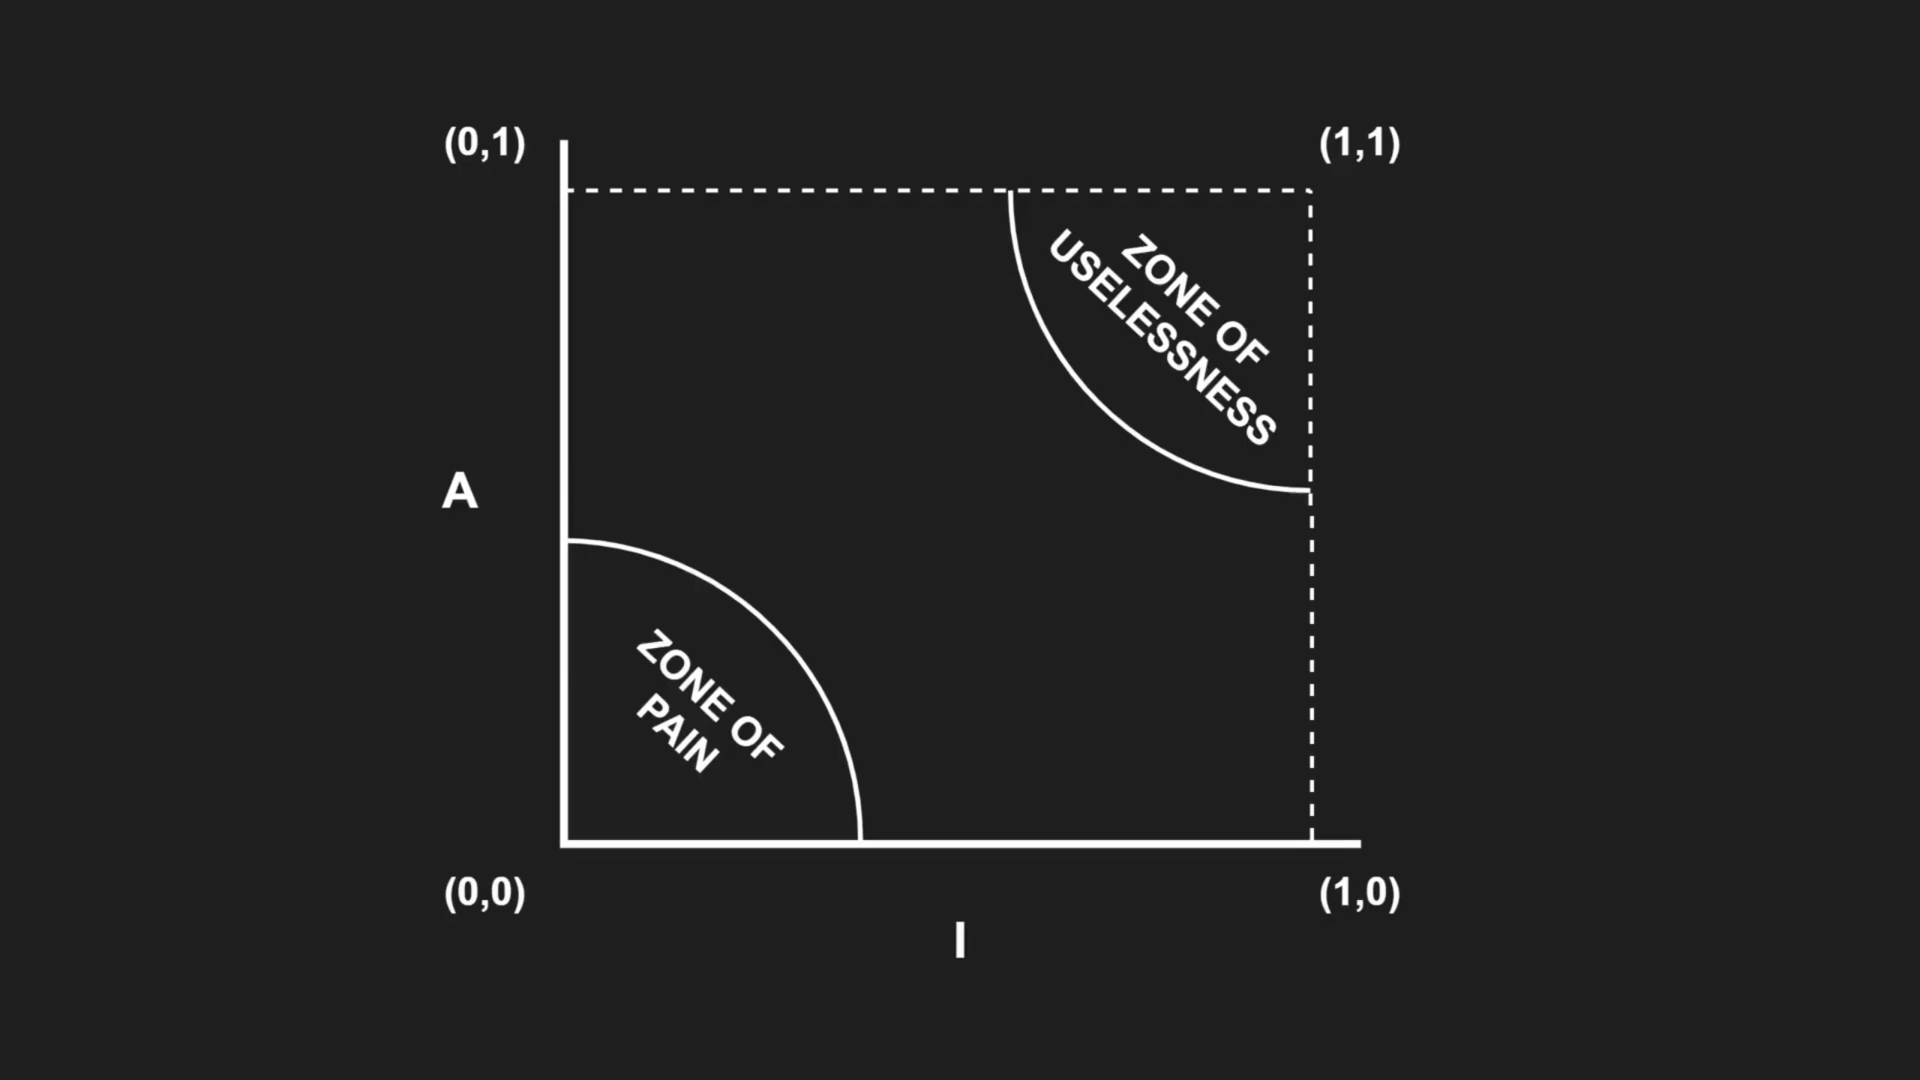 (0,1)
(1,1)
ZONE OF
USELESSNESS
A
ZONE OF
PAIN
(0,0)
(1,0)
I